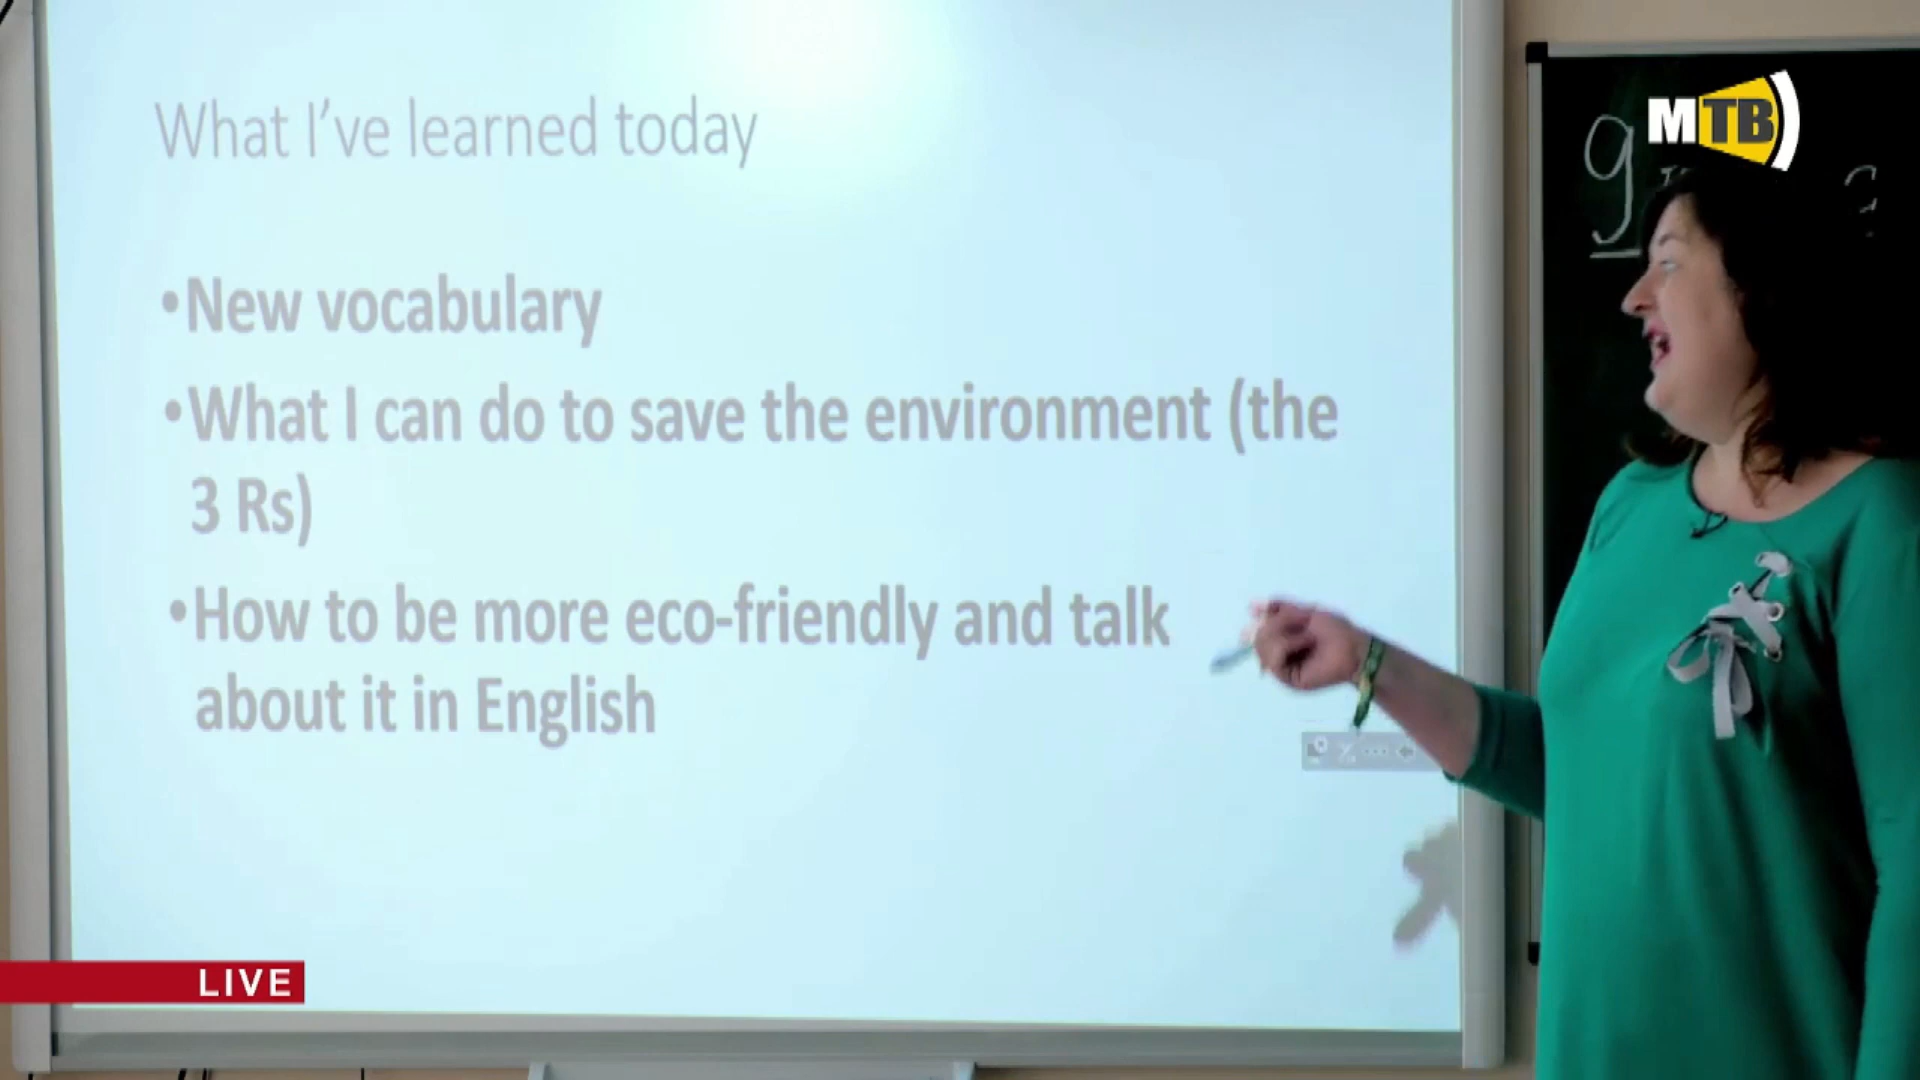 What I've learned today
•New vocabulary
•What I can do to save the environment (the
3 Rs)
•How to be more eco-friendly and talk
about it in English
MTB
9
LIVE